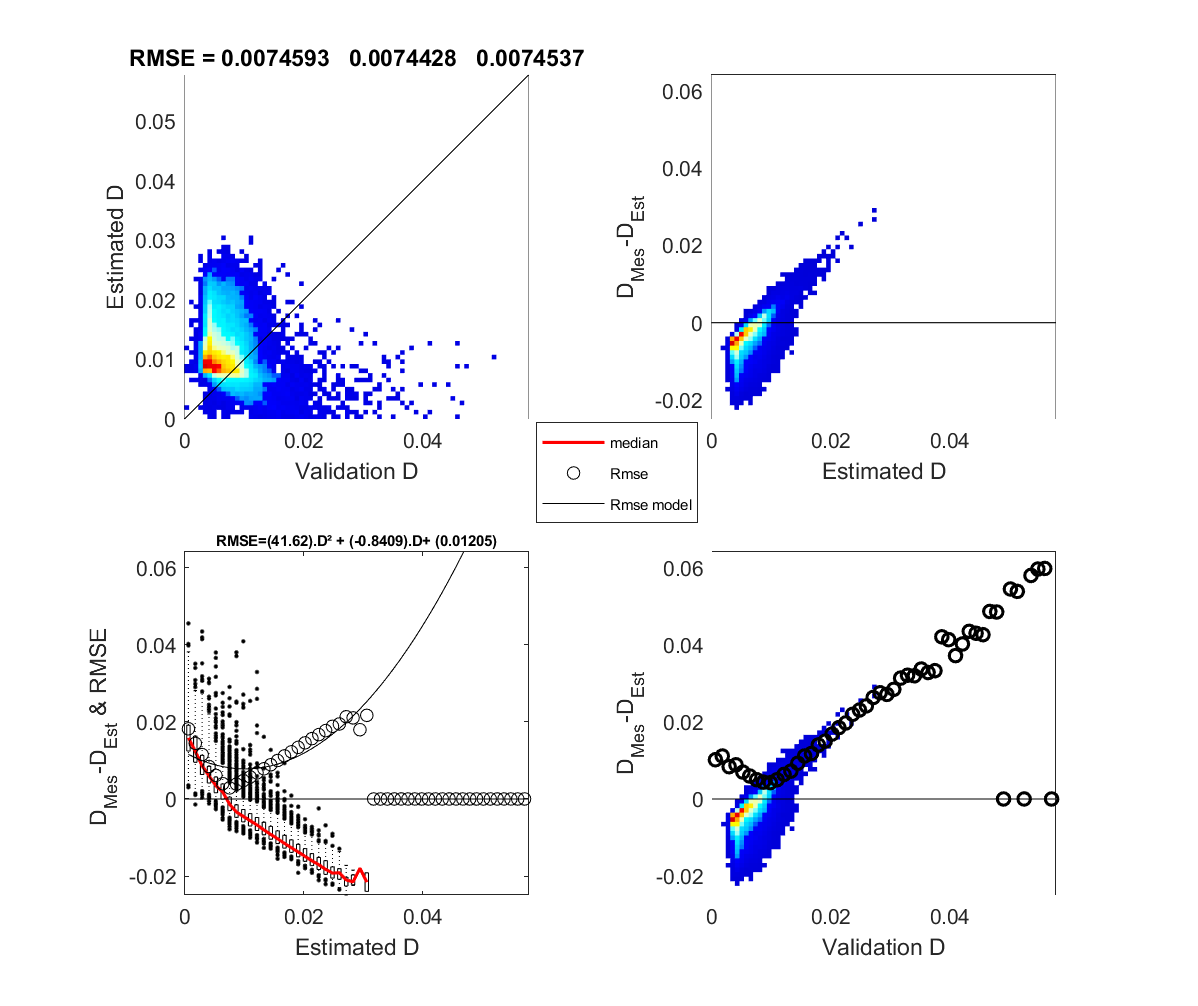 RMSE = 0.0074593 0.0074428 0.0074537
0.05
0.04
0.03
0.02
0.01
0
Estimated D
0 0.02 0.04
Validation D
0.06
0.04
0.02
0
-0.02
D_Mes-D_Est
0 0.02 0.04
Estimated D
median
Rmse
Rmse model
RMSE=(41.62).D² + (-0.8409).D+ (0.01205)
0.06
0.04
0.02
0
-0.02
D_Mes-D_Est & RMSE
0 0.02 0.04
Estimated D
0.06
0.04
0.02
0
-0.02
D_Mes-D_Est
0 0.02 0.04
Validation D